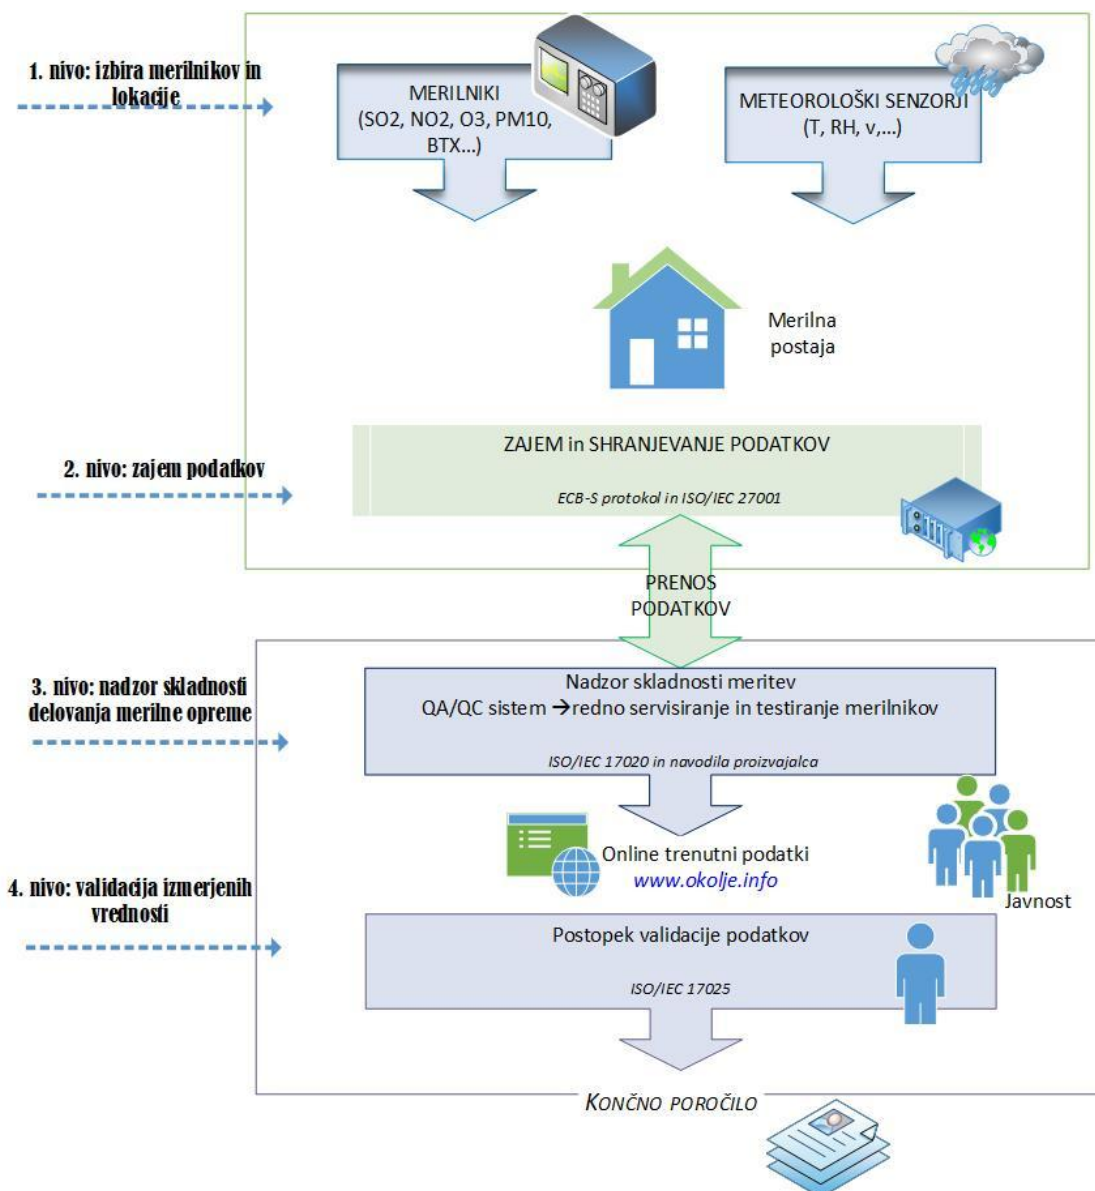 1. nivo: izbira merilnikov in
lokacije
MERILNIKI
(SO2, NO2, O3, PM10,
BTX...)
METEOROLOŠKI SENZORJI
(T, RH, v,...)
Merilna
postaja
2. nivo: zajem podatkov
ZAJEM in SHRANJEVANJE PODATKOV
ECB-S protokol in ISO/IEC 27001
PRENOS
PODATKOV
3. nivo: nadzor skladnosti
delovanja merilne opreme
Nadzor skladnosti meritev
QA/QC sistem →redno servisiranje in testiranje merilnikov
ISO/IEC 17020 in navodila proizvajalca
Online trenutni podatki
www.okolje.info
Javnost
4. nivo: validacija izmerjenih
vrednosti
Postopek validacije podatkov
ISO/IEC 17025
KONČNO POROČILO